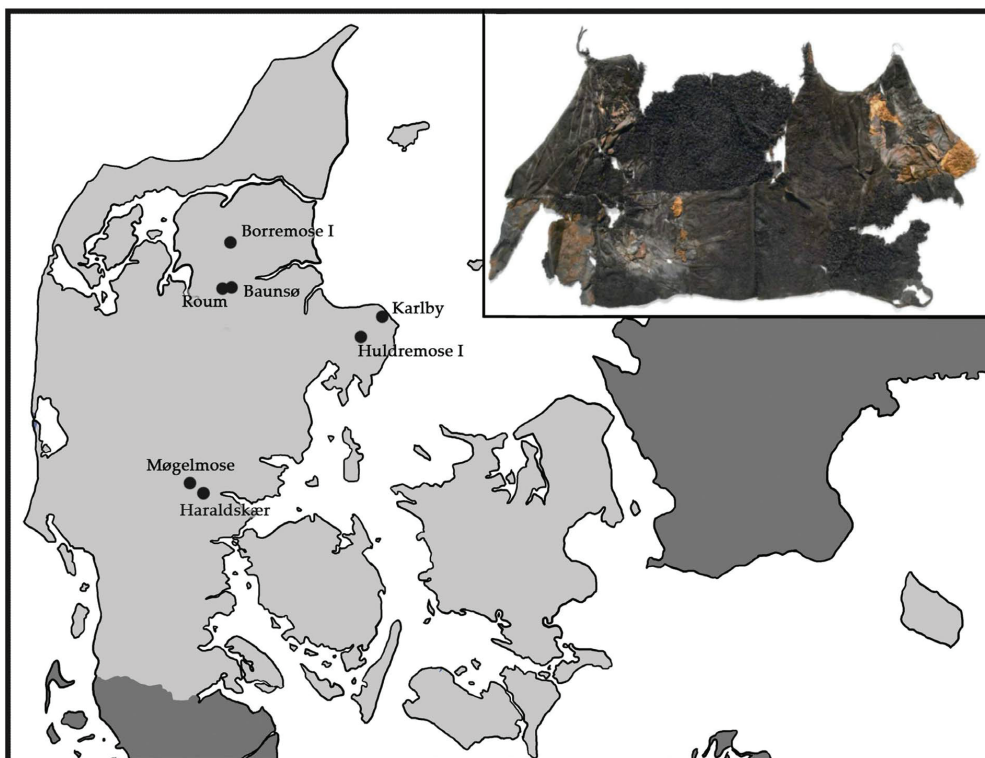 Borremose I
Roum
Baunsø
Karlby
Huldremose I
Møgelmose
Haraldskær